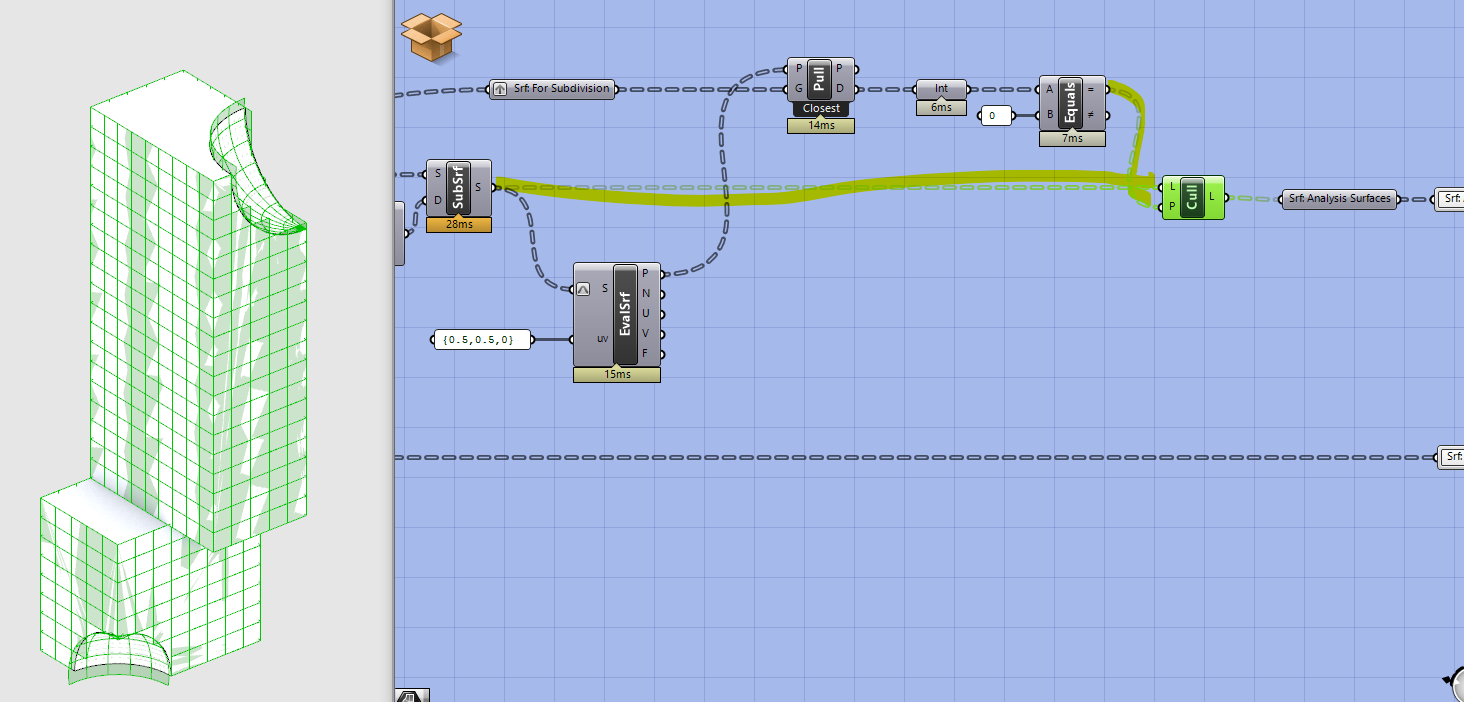 Srf: For Subdivision
P
G
Pull
P
D
Closest
14ms
Int
6ms
0
A
B
Equals
=
≠
7ms
S
D
SubSrf
S
28ms
L
P
Cull
L
Srf: Analysis Surfaces
Srf:
S
UV
EvalSrf
P
N
U
V
F
15ms
{0.5,0.5,0}
Srf: